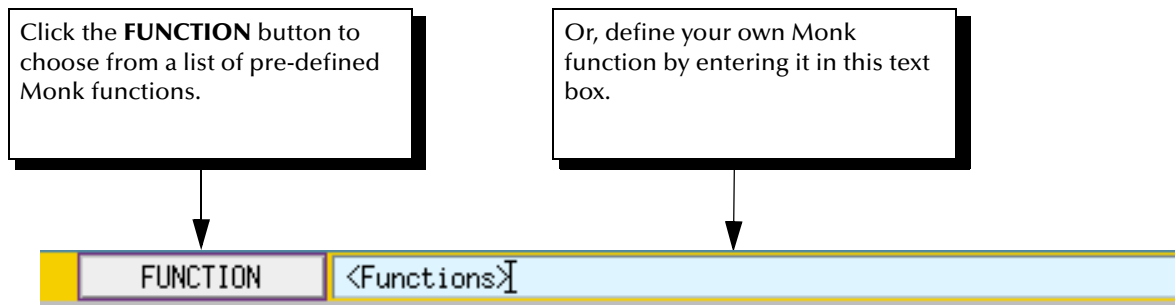 Click the FUNCTION button to
choose from a list of pre-defined
Monk functions.
Or, define your own Monk
function by entering it in this text
box.
FUNCTION
<Functions>